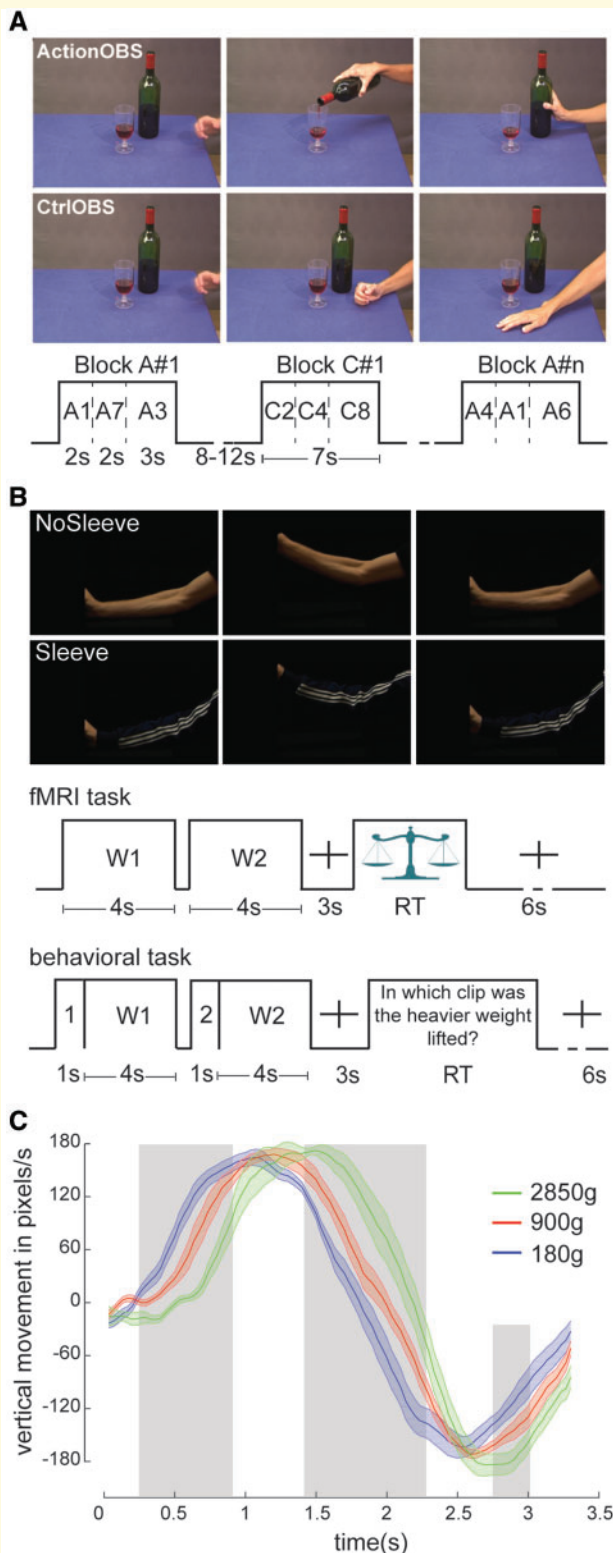 A
ActionOBS
CtrlOBS
Block A#1 Block C#1 Block A#n
A1 A7 A3 C2 C4 C8 A4 A1 A6
2s 2s 3s 8-12s 7s
B
NoSleeve
Sleeve
fMRI task
W1 W2
4s 4s 3s RT 6s
behavioral task
1 W1 2 W2 In which clip was
the heavier weight
lifted?
1s 4s 1s 4s 3s RT 6s
C
vertical movement in pixels/s
180
120
60
0
-60
-120
-180
2850g
900g
180g
0 0.5 1 1.5 2 2.5 3 3.5
time(s)